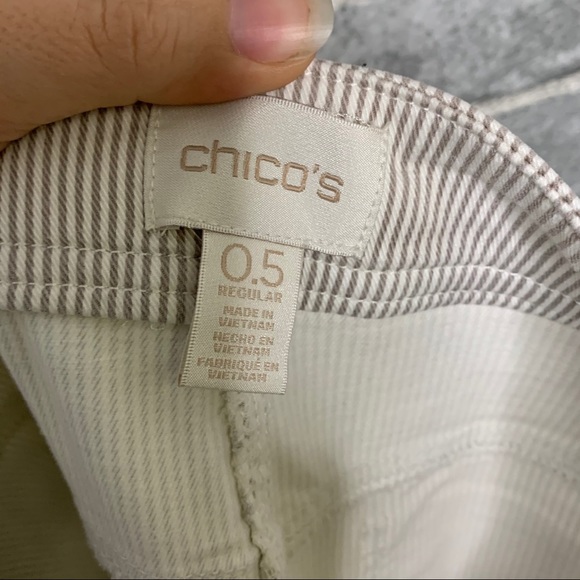 chico's
0.5
REGULAR
MADE IN
VIETNAM
HECHO EN
VIETNAM
FABRIQUÉ EN
VIETNAM